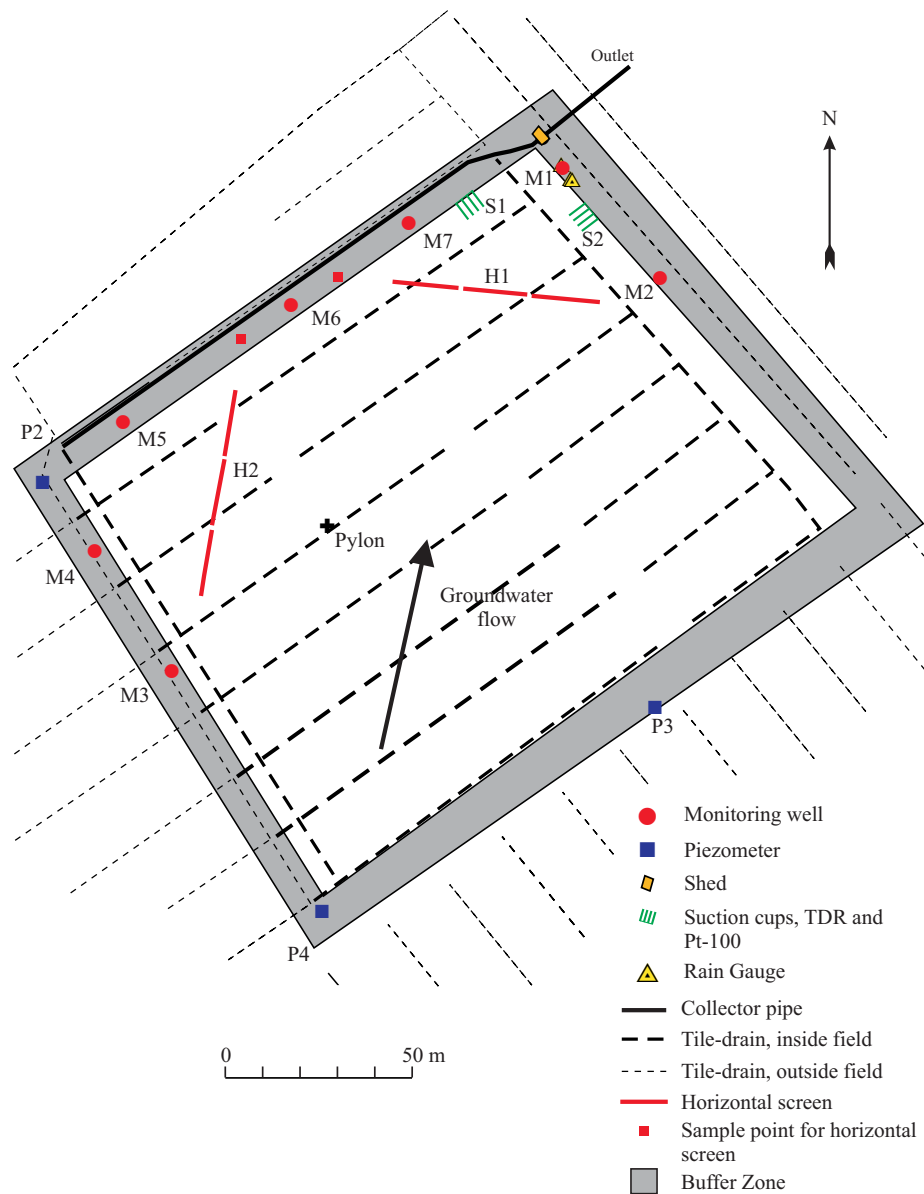 Outlet
N
M1
S1
S2
M7
H1
M2
M6
P2
M5
H2
Pylon
M4
Groundwater
flow
M3
P3
P4
Monitoring well
Piezometer
Shed
Suction cups, TDR and
Pt-100
Rain Gauge
Collector pipe
Tile-drain, inside field
Tile-drain, outside field
Horizontal screen
Sample point for horizontal
screen
Buffer Zone
0 50 m